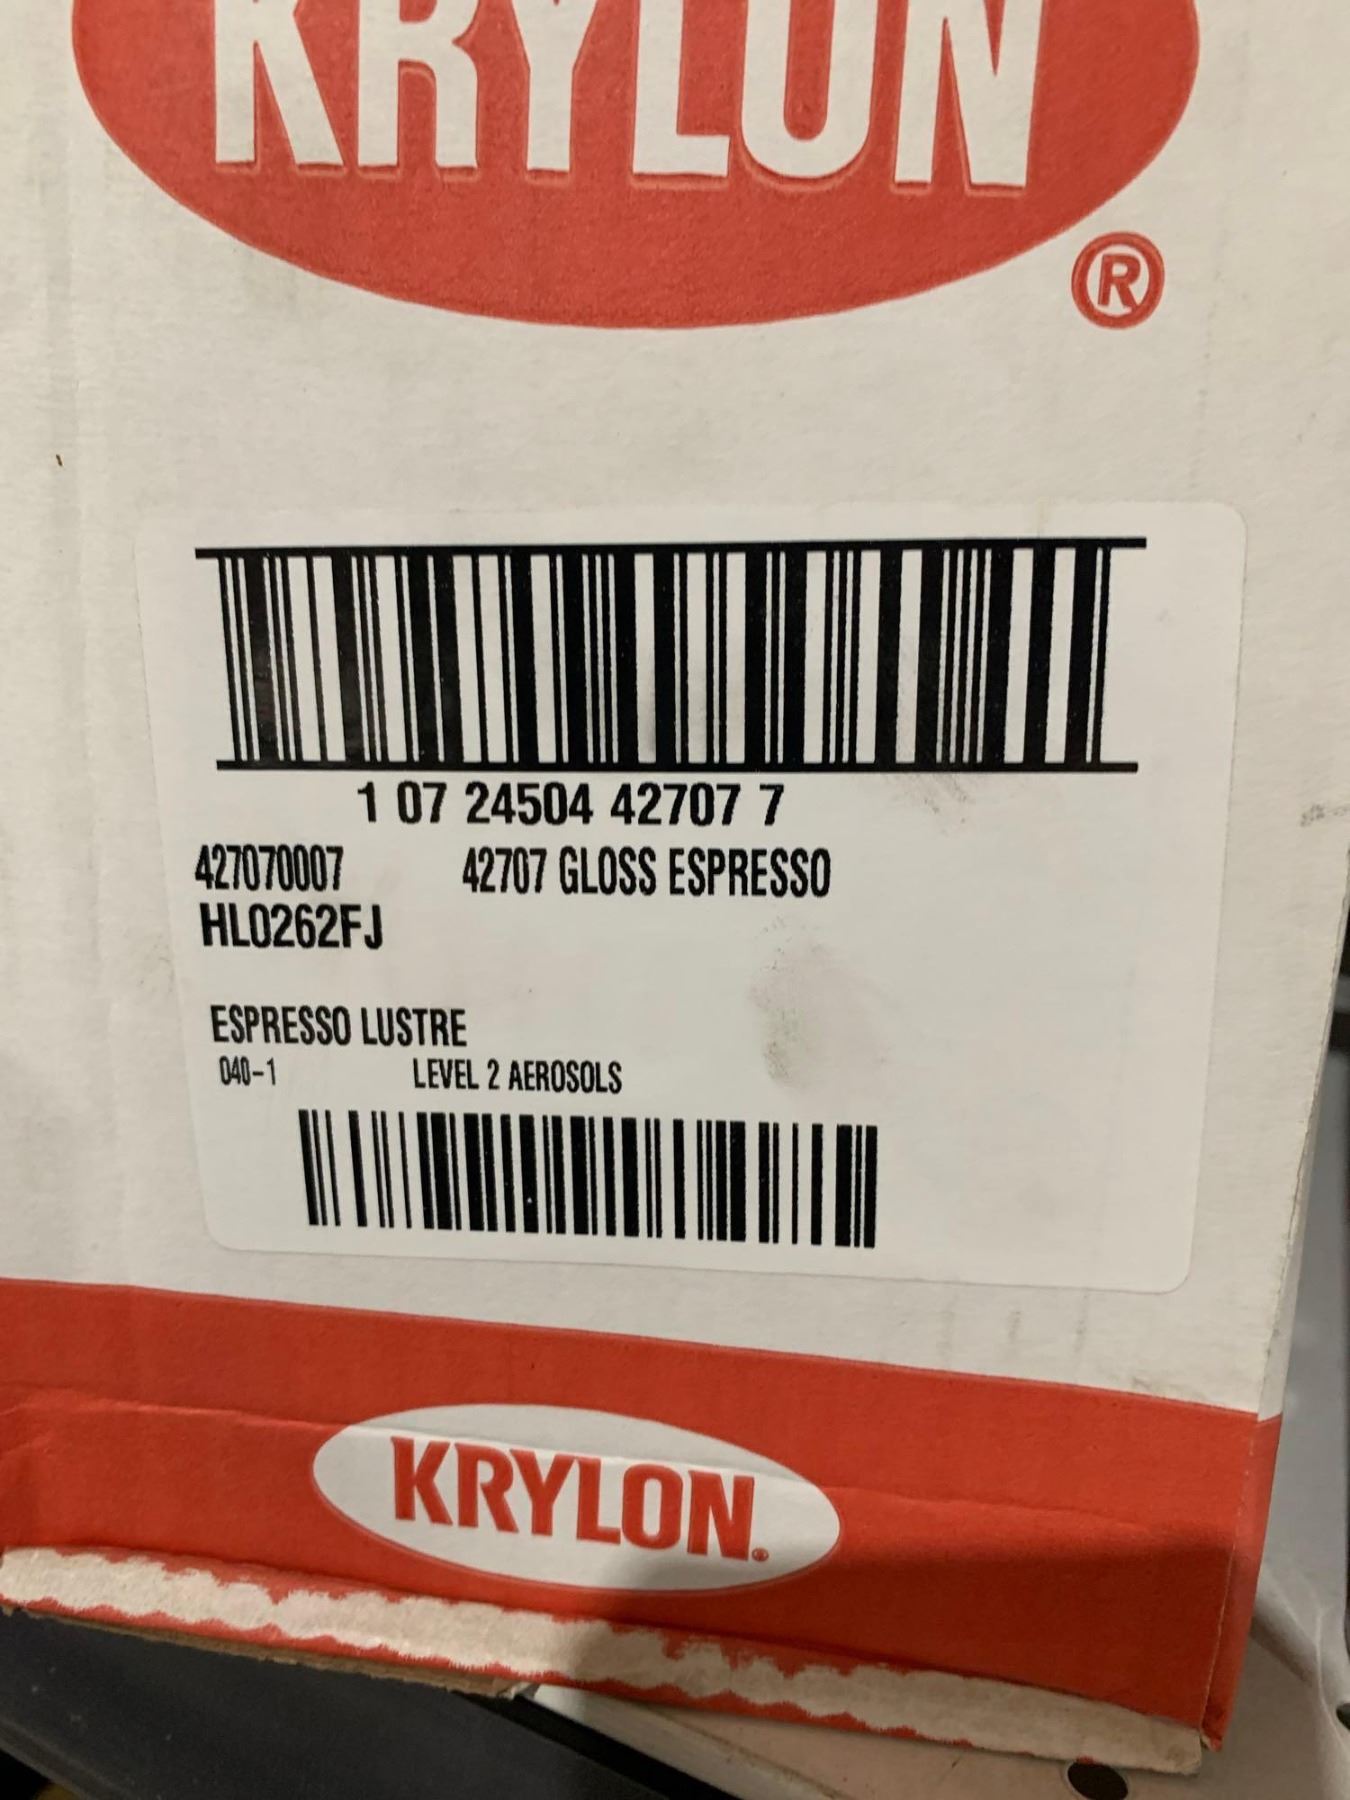 KRYLON
®
1 07 24504 42707 7
427070007 42707 GLOSS ESPRESSO
HL0262FJ
ESPRESSO LUSTRE
040-1 LEVEL 2 AEROSOLS
KRYLON®